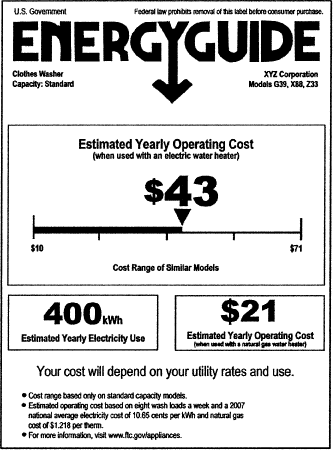 U.S. Government Federal law prohibits removal of this label before consumer purchase.
ENERGYGUIDE
Clothes Washer XYZ Corporation
Capacity: Standard Models G39, X88, Z33
Estimated Yearly Operating Cost
(when used with an electric water heater)
$43
$10 $71
Cost Range of Similar Models
400kWh
Estimated Yearly Electricity Use
$21
Estimated Yearly Operating Cost
(when used with a natural gas water heater)
Your cost will depend on your utility rates and use.
● Cost range based only on standard capacity models.
● Estimated operating cost based on eight wash loads a week and a 2007
national average electricity cost of 10.65 cents per kWh and natural gas
cost of $1.218 per therm.
● For more information, visit www.ftc.gov/appliances.